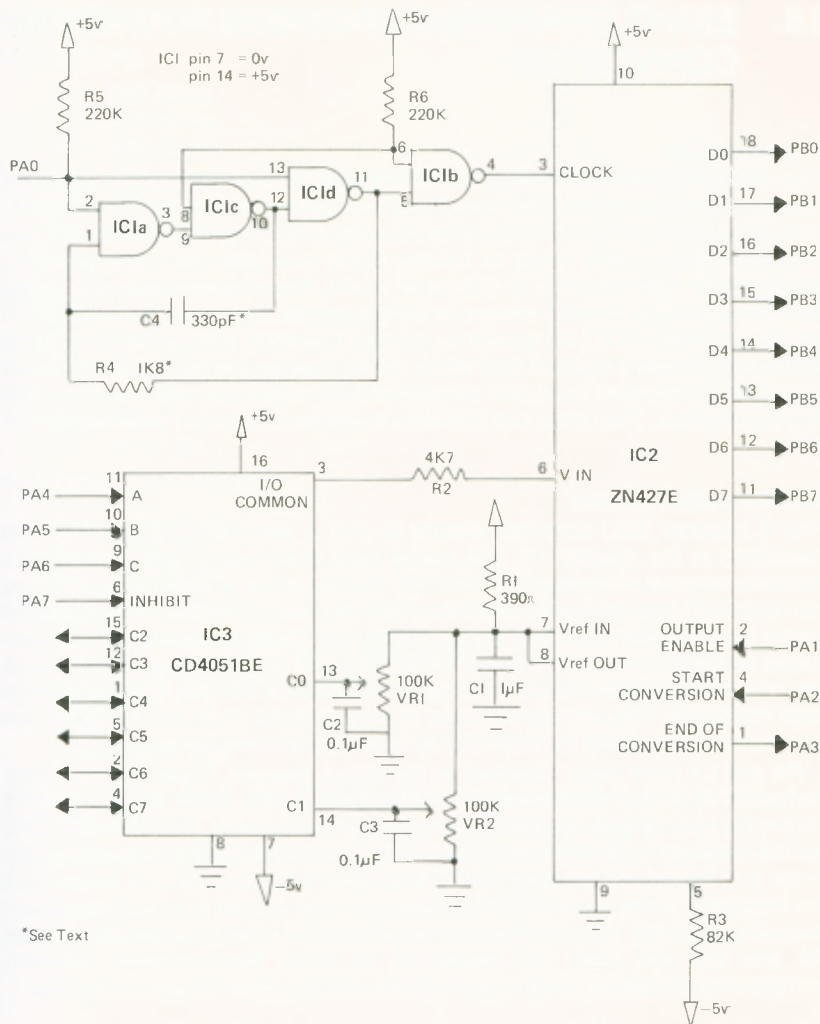 +5v
+5v
+5v
ICI pin 7 = 0v
pin 14 = +5v
R5
220K
R6
220K
10
PA0
2
1
ICIa
3
8
9
ICIc
10
12
13
ICId
11
6
5
ICIb
4
3
CLOCK
C4
330pF*
R4
IK8*
D0
18
PB0
D1
17
PB1
D2
16
PB2
D3
15
PB3
D4
14
PB4
D5
13
PB5
D6
12
PB6
D7
11
PB7
IC2
ZN427E
+5v
16
I/O
COMMON
3
4K7
R2
6
V IN
PA4
11
A
PA5
10
B
PA6
9
C
PA7
6
INHIBIT
15
C2
12
C3
1
C4
5
C5
2
C6
4
C7
IC3
CD4051BE
C0
13
C1
14
8
7
-5v
100K
VR1
C2
0.1µF
100K
VR2
C3
0.1µF
R1
390Ω
C1
1µF
7
Vref IN
8
Vref OUT
OUTPUT
ENABLE
2
PA1
START
CONVERSION
4
PA2
END OF
CONVERSION
1
PA3
9
5
R3
82K
-5v
*See Text